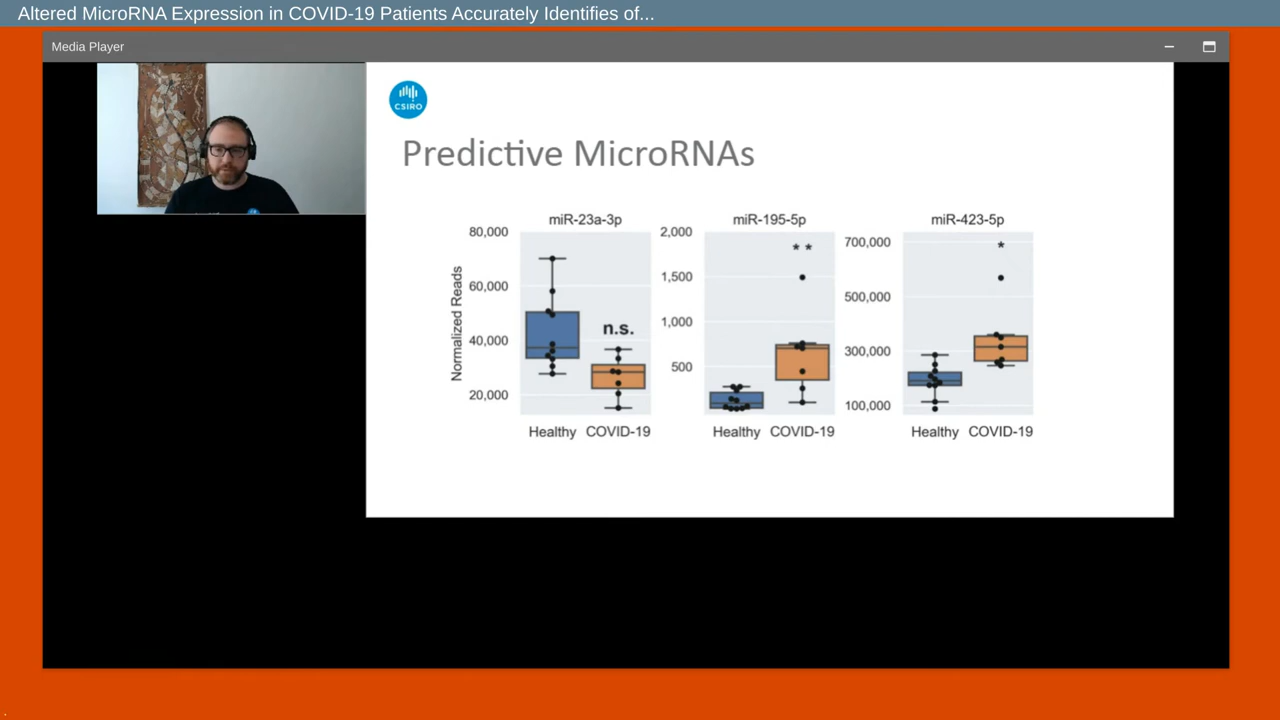 Altered MicroRNA Expression in COVID-19 Patients Accurately Identifies of...
Media Player
CSIRO
Predictive MicroRNAs
miR-23a-3p
miR-195-5p
miR-423-5p
Normalized Reads
80,000
60,000
40,000
20,000
n.s.
Healthy COVID-19
2,000
1,500
1,000
500
* *
Healthy COVID-19
700,000
500,000
300,000
100,000
*
Healthy COVID-19